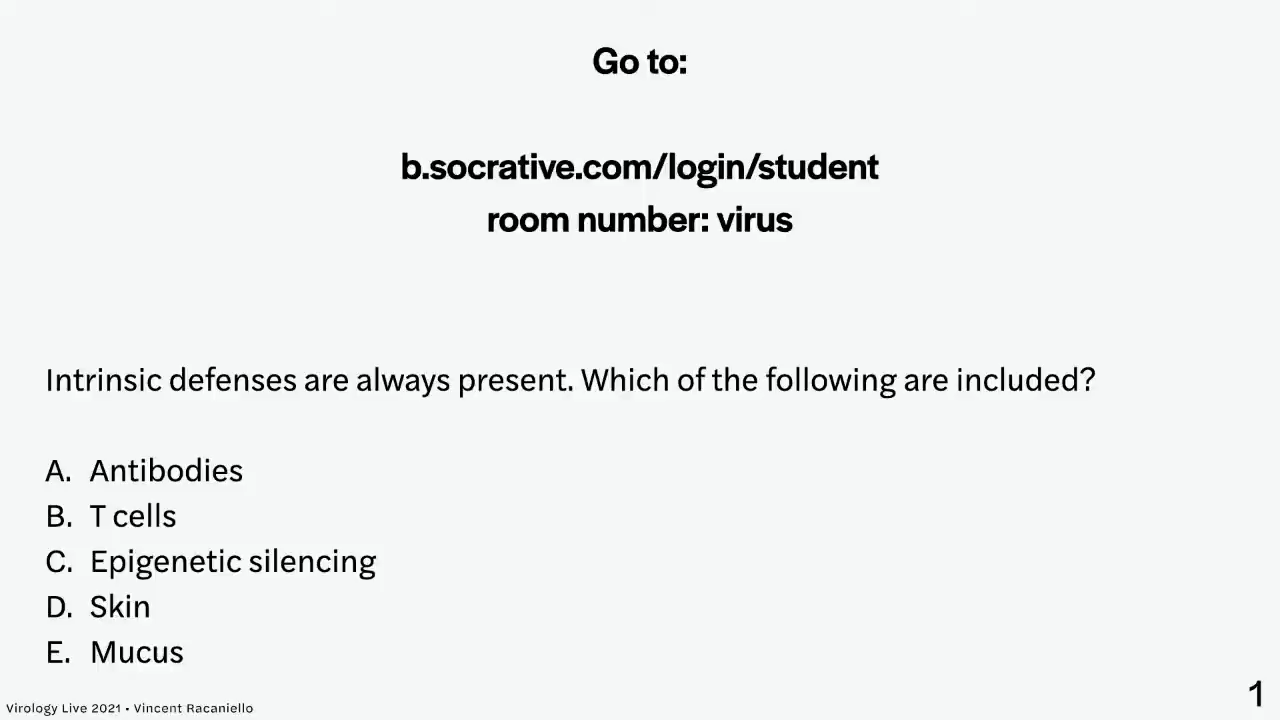 Go to:
b.socrative.com/login/student
room number: virus
Intrinsic defenses are always present. Which of the following are included?
A. Antibodies
B. T cells
C. Epigenetic silencing
D. Skin
E. Mucus
Virology Live 2021 • Vincent Racaniello
1